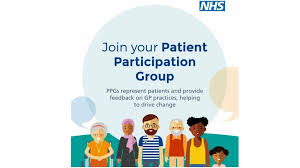 NHS
Join your Patient
Participation
Group
PPGs represent patients and provide
feedback on GP practices, helping
to drive change